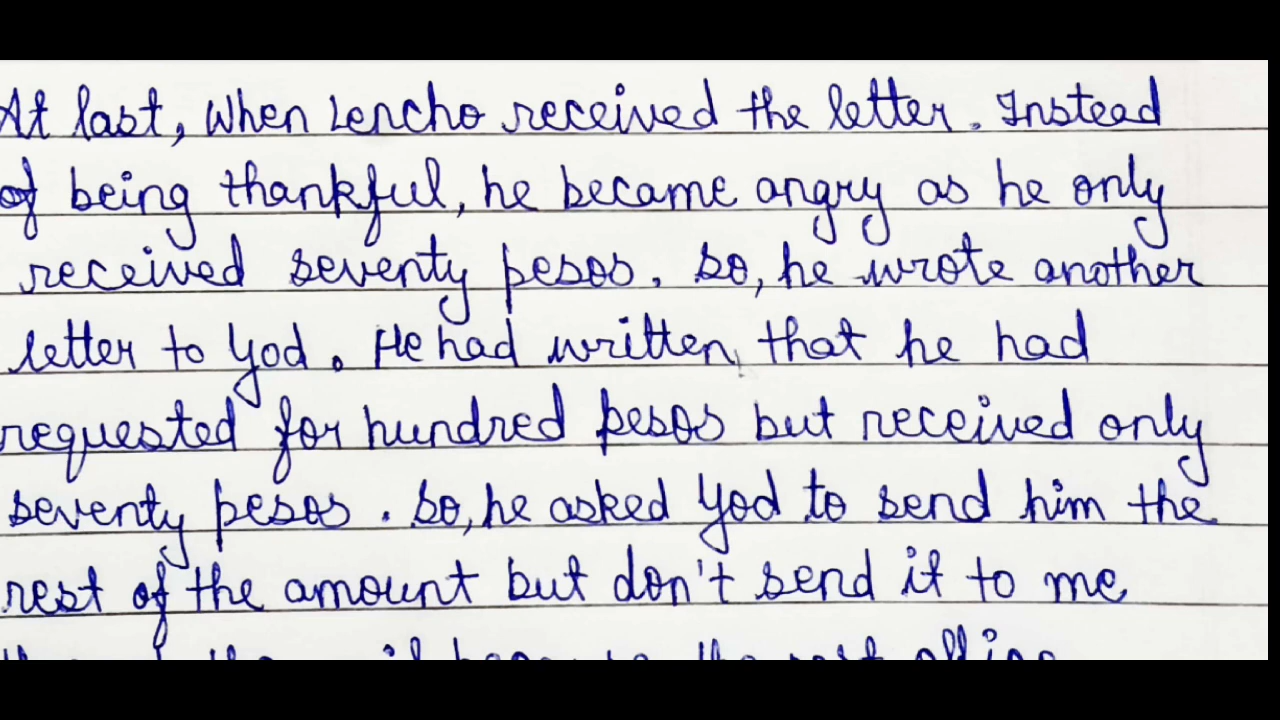 At last, When Lencho received the letter. Instead
of being thankful, he became angry as he only
received seventy pesos. So, he wrote another
letter to God. He had written that he had
requested for hundred pesos but received only
seventy pesos. So, he asked God to send him the
rest of the amount but don't send it to me